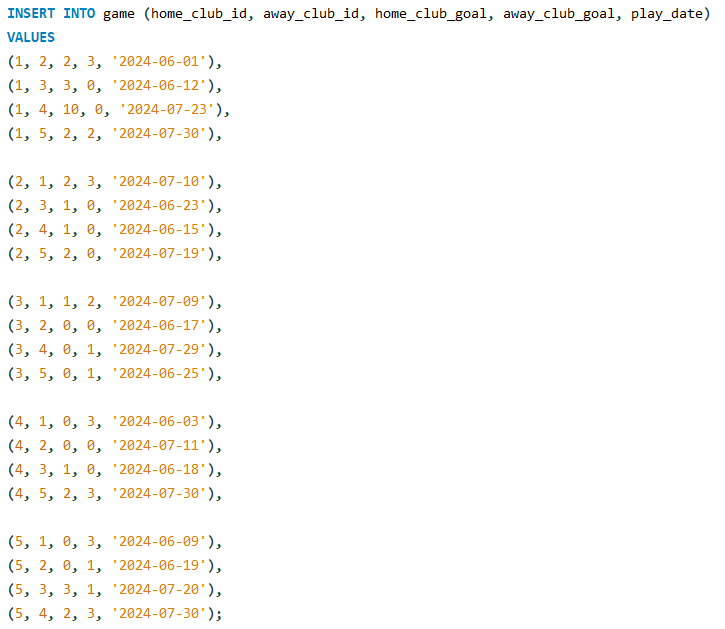 INSERT INTO game (home_club_id, away_club_id, home_club_goal, away_club_goal, play_date)
VALUES
(1, 2, 2, 3, '2024-06-01'),
(1, 3, 3, 0, '2024-06-12'),
(1, 4, 10, 0, '2024-07-23'),
(1, 5, 2, 2, '2024-07-30'),
(2, 1, 2, 3, '2024-07-10'),
(2, 3, 1, 0, '2024-06-23'),
(2, 4, 1, 0, '2024-06-15'),
(2, 5, 2, 0, '2024-07-19'),
(3, 1, 1, 2, '2024-07-09'),
(3, 2, 0, 0, '2024-06-17'),
(3, 4, 0, 1, '2024-07-29'),
(3, 5, 0, 1, '2024-06-25'),
(4, 1, 0, 3, '2024-06-03'),
(4, 2, 0, 0, '2024-07-11'),
(4, 3, 1, 0, '2024-06-18'),
(4, 5, 2, 3, '2024-07-30'),
(5, 1, 0, 3, '2024-06-09'),
(5, 2, 0, 1, '2024-06-19'),
(5, 3, 3, 1, '2024-07-20'),
(5, 4, 2, 3, '2024-07-30');